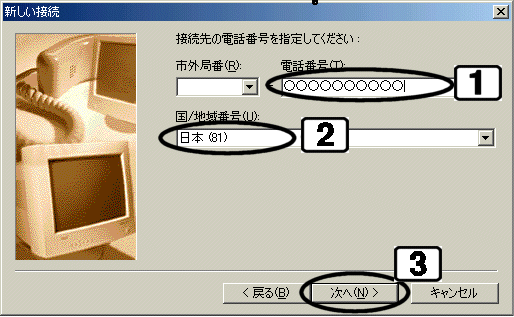 新しい接続
接続先の電話番号を指定してください:
市外局番(R):
電話番号(T):
○○○○○○○○○○
1
国/地域番号(U):
日本 (81)
2
3
< 戻る(B)
次へ(N) >
キャンセル